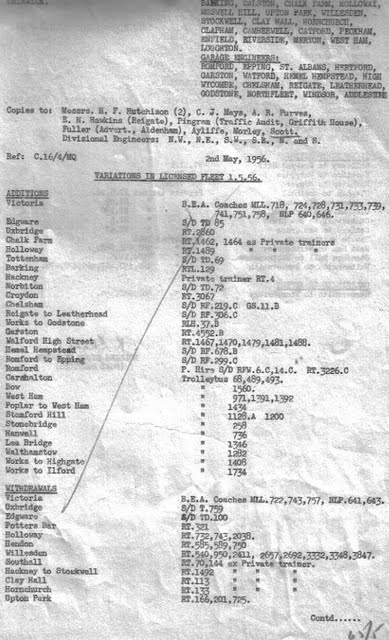 BARKING, DALSTON, CHALK FARM, HOLLOWAY,
MUSWELL HILL, UPTON PARK, WILLESDEN,
STOCKWELL, CLAY HALL, HORNCHURCH,
CLAPHAM, CAMBERWELL, CATFORD, PECKHAM,
ENFIELD, RIVERSIDE, MERTON, WEST HAM,
LOUGHTON.
GARAGE ENGINEERS:
ROMFORD, EPPING, ST. ALBANS, HERTFORD,
GARSTON, WATFORD, HEMEL HEMPSTEAD, HIGH
WYCOMBE, CHELSHAM, REIGATE, LEATHERHEAD,
GODSTONE, NORTHFLEET, WINDSOR, ADDLESTONE
Copies to: Messrs. H. F. Hutchison (2), C. J. Mays, A. R. Purves,
E. N. Hawkins (Reigate), Pingram (Traffic Audit, Griffith House),
Fuller (Advert., Aldenham), Ayliffe, Morley, Scott.
Divisional Engineers: N.W., N.E., S.W., S.E., N. and S.
Ref: C.16/4/MQ 2nd May, 1956.
VARIATIONS IN LICENSED FLEET 1.5.56.
ADDITIONS
Victoria B.E.A. Coaches MLL.718, 724,728,731,733,739,
741,751,758, NLP 640,646.
Edgware S/D TD 85
Uxbridge RT.2860
Chalk Farm RT.1462, 1464 as Private trainers
Holloway RT.1489 " " "
Tottenham S/D TD.69
Barking RTL.129
Hackney Private trainer RT.4
Norbiton S/D TD.72
Croydon RT.3067
Chelsham S/D RF.219.C GS.11.B
Reigate to Leatherhead S/D RF.306.C
Works to Godstone RLH.37.B
Garston RT.4552.B
Watford High Street RT.1467,1470,1479,1481,1488.
Hemel Hempstead S/D RF.678.B
Romford to Epping S/D RF.299.C
Romford P. Hire S/D RFW.6.C,14.C. RT.3226.C
Carshalton Trolleybus 68,489,493.
Bow " 1560.
West Ham " 971,1391,1392
Poplar to West Ham " 1434
Stamford Hill " 1128.A 1200
Stonebridge " 258
Hanwell " 736
Lea Bridge " 1346
Walthamstow " 1282
Works to Highgate " 1408
Works to Ilford " 1734
WITHDRAWALS
Victoria B.E.A. Coaches MLL.722,743,757, NLP.641,643.
Uxbridge S/D T.759
Edgware S/D TD.100
Potters Bar RT.321
Holloway RT.732,743,2038.
Hendon RT.585,589,750
Willesden RT.540,950,2411, 2657,2692,3332,3348,3847.
Southall RT.70,144 ex Private trainer.
Hackney to Stockwell RT.1492 " " "
Clay Hall RT.113 " " "
Hornchurch RT.133 " " "
Upton Park RT.166,201,725.
Contd......